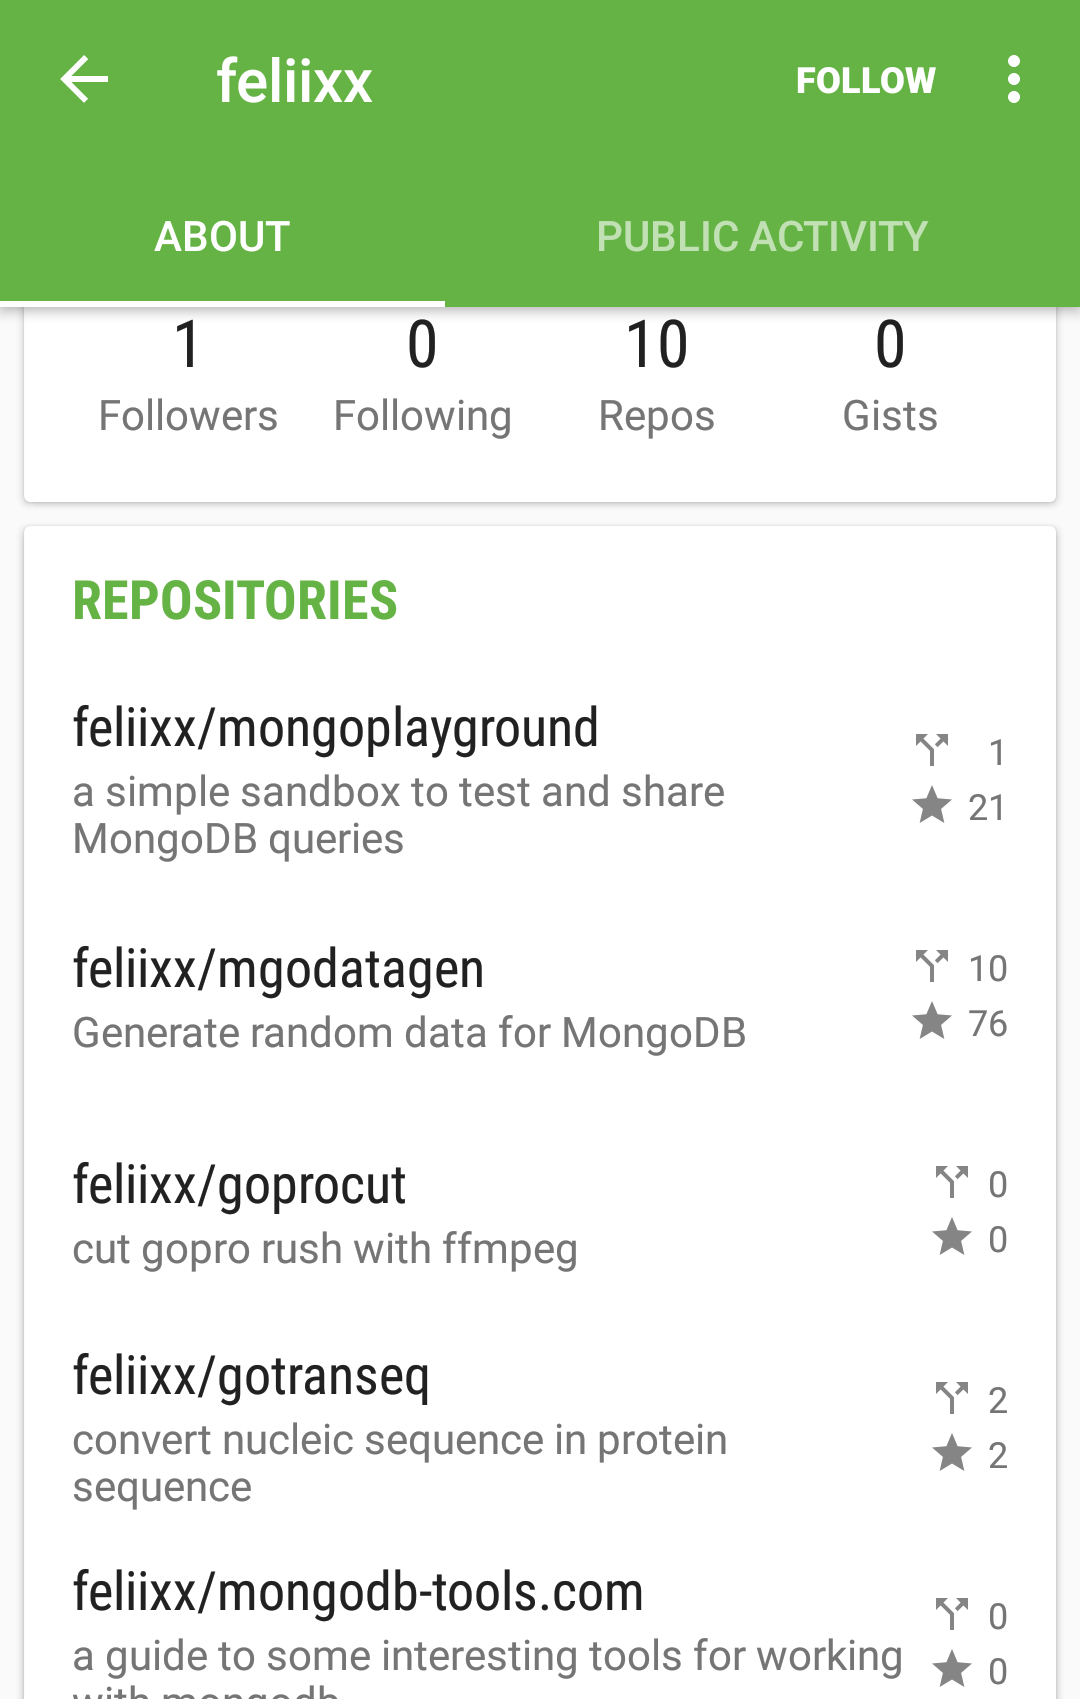 feliixx
FOLLOW
ABOUT
PUBLIC ACTIVITY
1
0
10
0
Followers
Following
Repos
Gists
REPOSITORIES
feliixx/mongoplayground
a simple sandbox to test and share
MongoDB queries
1
21
feliixx/mgodatagen
Generate random data for MongoDB
10
76
feliixx/goprocut
cut gopro rush with ffmpeg
0
0
feliixx/gotranseq
convert nucleic sequence in protein
sequence
2
2
feliixx/mongodb-tools.com
a guide to some interesting tools for working
with mongodb
0
0